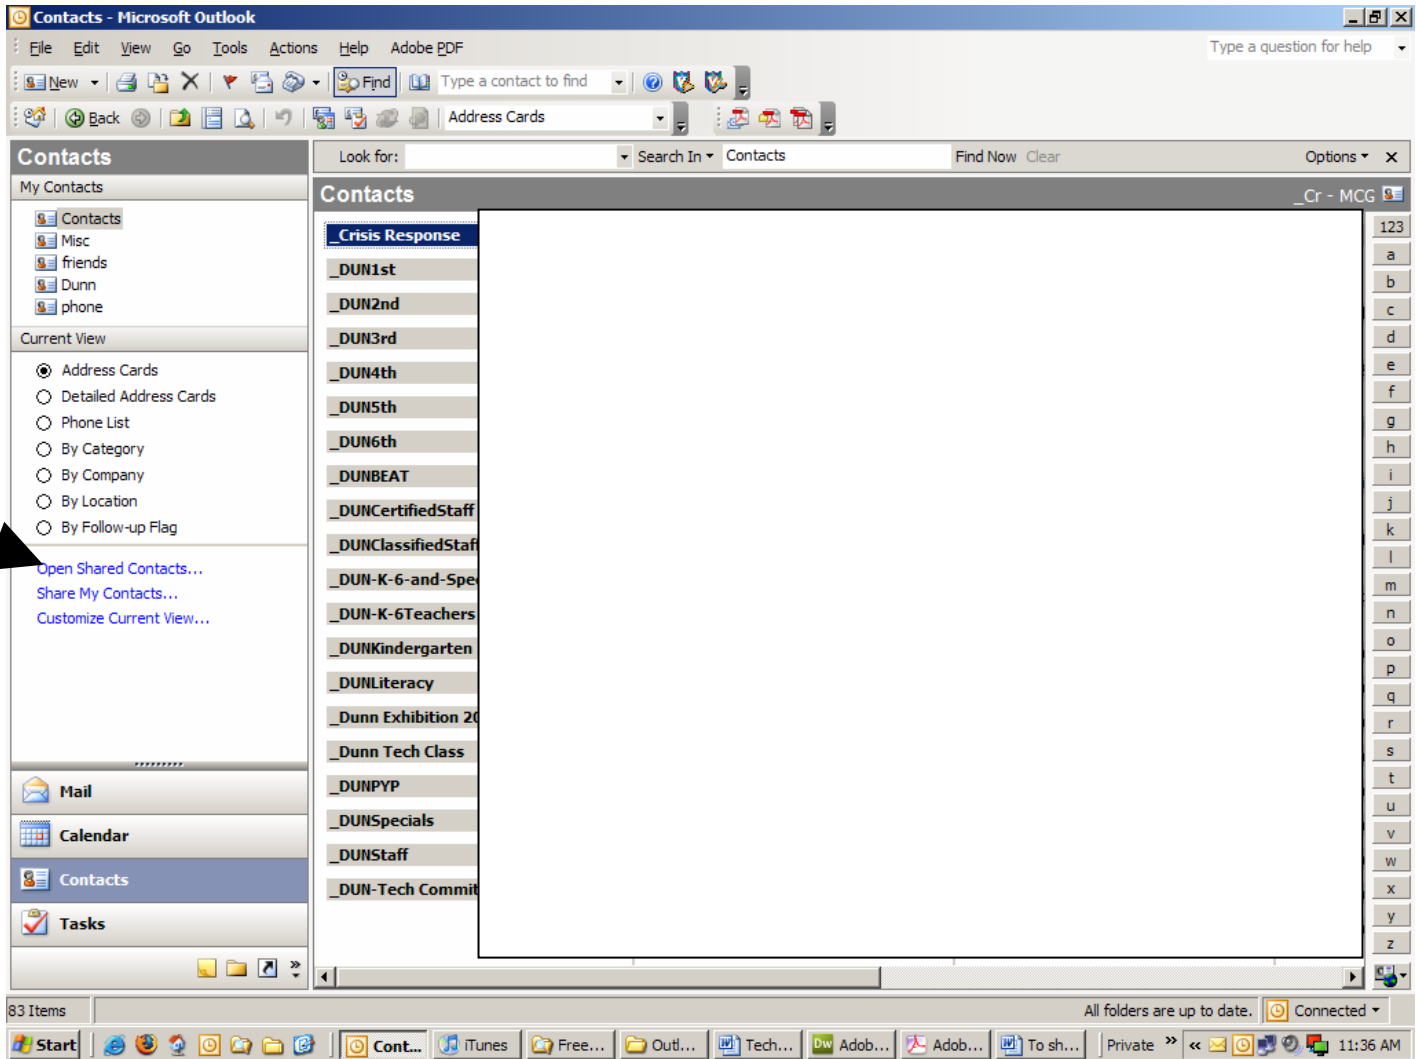 Contacts - Microsoft Outlook
File Edit View Go Tools Actions Help Adobe PDF Type a question for help
New Find Type a contact to find
Back Address Cards
Contacts
My Contacts
Contacts
Misc
friends
Dunn
phone
Current View
Address Cards
Detailed Address Cards
Phone List
By Category
By Company
By Location
By Follow-up Flag
Open Shared Contacts...
Share My Contacts...
Customize Current View...
Mail
Calendar
Contacts
Tasks
Look for: Search In Contacts Find Now Clear Options
Contacts _Cr - MCG
_Crisis Response
_DUN1st
_DUN2nd
_DUN3rd
_DUN4th
_DUN5th
_DUN6th
_DUNBEAT
_DUNCertifiedStaff
_DUNClassifiedStaff
_DUN-K-6-and-Spe
_DUN-K-6Teachers
_DUNKindergarten
_DUNLiteracy
_Dunn Exhibition 20
_Dunn Tech Class
_DUNPYP
_DUNSpecials
_DUNStaff
_DUN-Tech Commit
123
a
b
c
d
e
f
g
h
i
j
k
l
m
n
o
p
q
r
s
t
u
v
w
x
y
z
83 Items All folders are up to date. Connected
Start Cont... iTunes Free... Outl... Tech... Adob... Adob... To sh... Private 11:36 AM